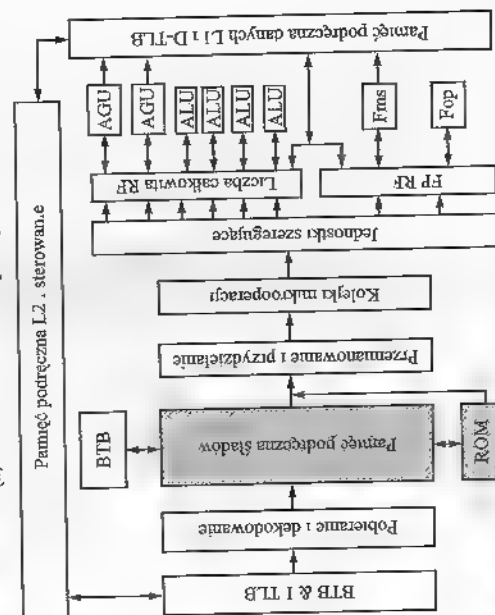 Pamięć podręczna L2 i sterowanie
BTB & I TLB
Pobieranie i dekodowanie
BTB
Pamięć podręczna śladów
ROM
Przemianowanie i przydzielanie
Kolejki mikrooperacji
Jednostki szeregujące
Liczba całkowita RF
FP RF
AGU
AGU
ALU
ALU
ALU
ALU
Fms
Fop
Pamięć podręczna danych L1 i D-TLB